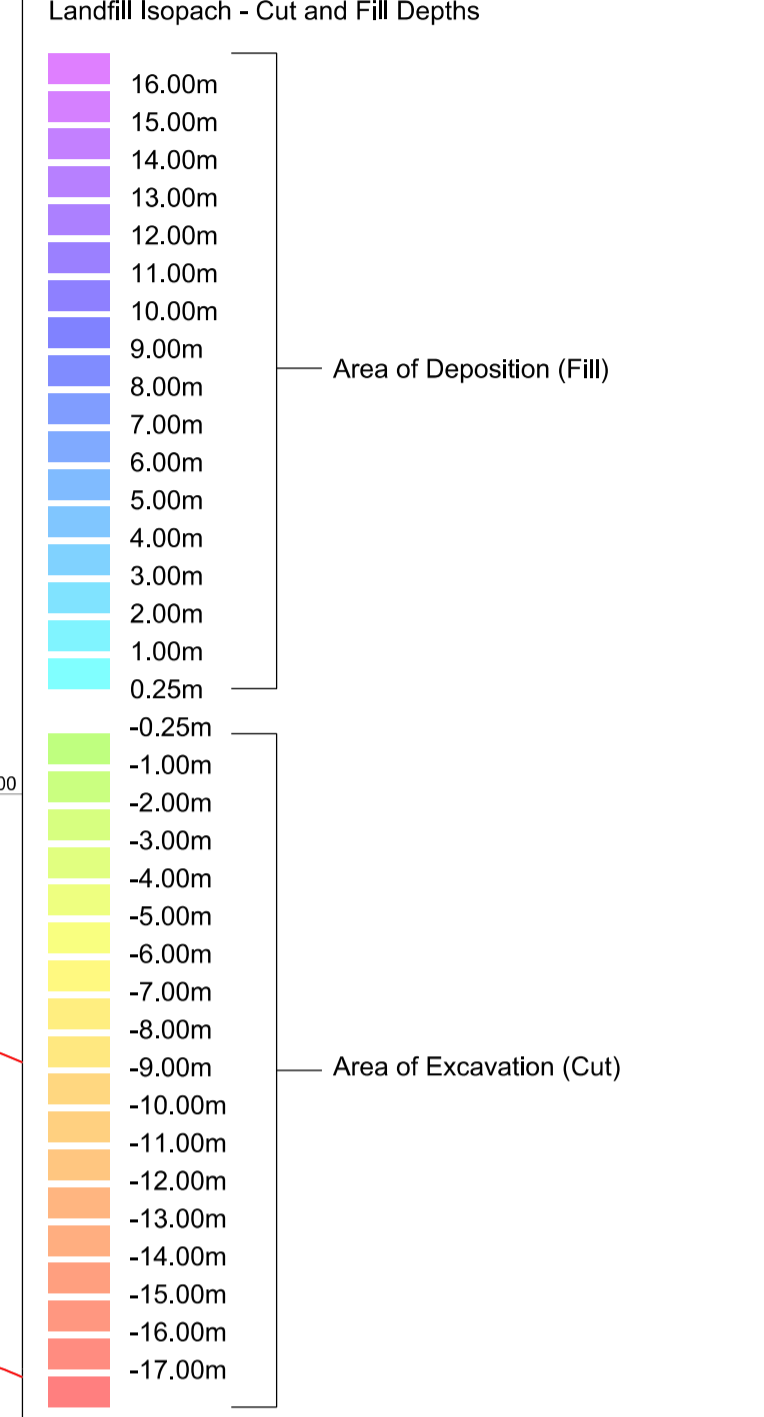 Landfill Isopach - Cut and Fill Depths
16.00m
15.00m
14.00m
13.00m
12.00m
11.00m
10.00m
9.00m
Area of Deposition (Fill)
8.00m
7.00m
6.00m
5.00m
4.00m
3.00m
2.00m
1.00m
0.25m
-0.25m
-1.00m
00
-2.00m
-3.00m
-4.00m
-5.00m
-6.00m
-7.00m
-8.00m
-9.00m
Area of Excavation (Cut)
-10.00m
-11.00m
-12.00m
-13.00m
-14.00m
-15.00m
-16.00m
-17.00m